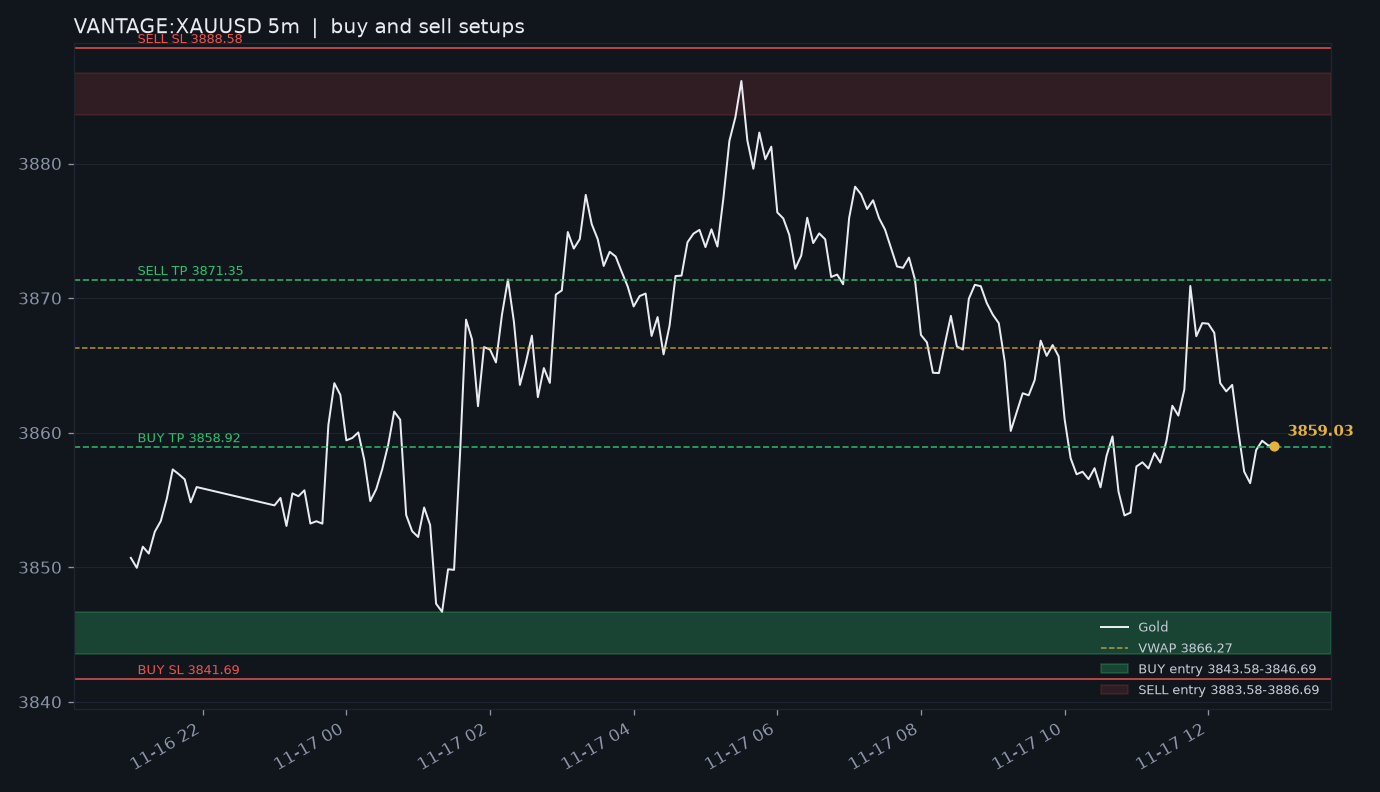 VANTAGE:XAUUSD 5m | buy and sell setups
SELL SL 3888.58
3880
SELL TP 3871.35
3870
3860
BUY TP 3858.92
3859.03
3850
Gold
VWAP 3866.27
BUY entry 3843.58-3846.69
SELL entry 3883.58-3886.69
BUY SL 3841.69
3840
11-16 22
11-17 00
11-17 02
11-17 04
11-17 06
11-17 08
11-17 10
11-17 12